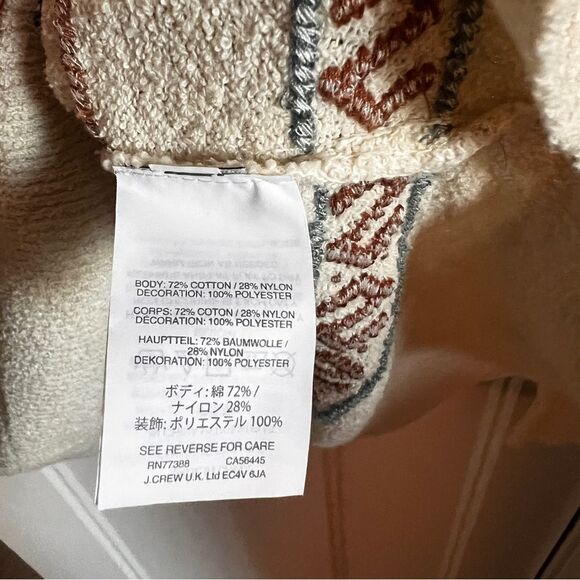 BODY: 72% COTTON / 28% NYLON
DECORATION: 100% POLYESTER
CORPS: 72% COTON / 28% NYLON
DÉCORATION: 100% POLYESTER
HAUPTTEIL: 72% BAUMWOLLE /
28% NYLON
DEKORATION: 100% POLYESTER
ボディ: 綿 72% /
ナイロン 28%
装飾: ポリエステル 100%
SEE REVERSE FOR CARE
RN77388 CA56445
J.CREW U.K. Ltd EC4V 6JA